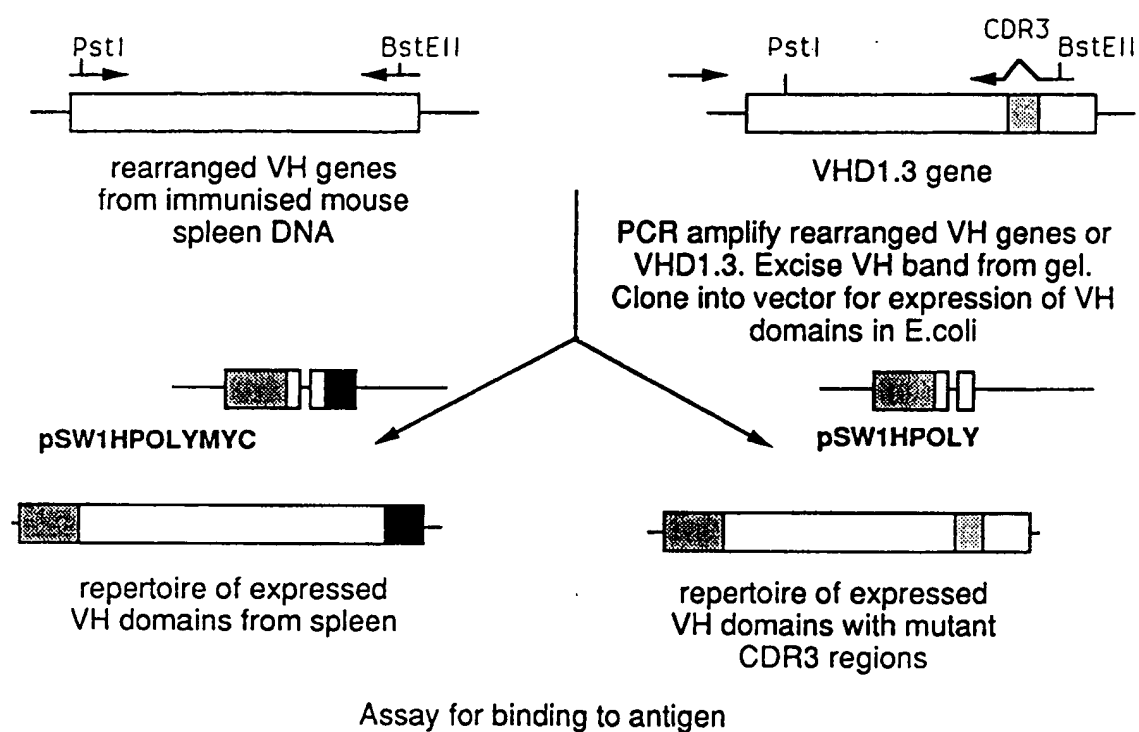 PstI
BstEII
PstI
CDR3
BstEII
rearranged VH genes
from immunised mouse
spleen DNA
VHD1.3 gene
PCR amplify rearranged VH genes or
VHD1.3. Excise VH band from gel.
Clone into vector for expression of VH
domains in E.coli
pSW1HPOLYMYC
pSW1HPOLY
repertoire of expressed
VH domains from spleen
repertoire of expressed
VH domains with mutant
CDR3 regions
Assay for binding to antigen